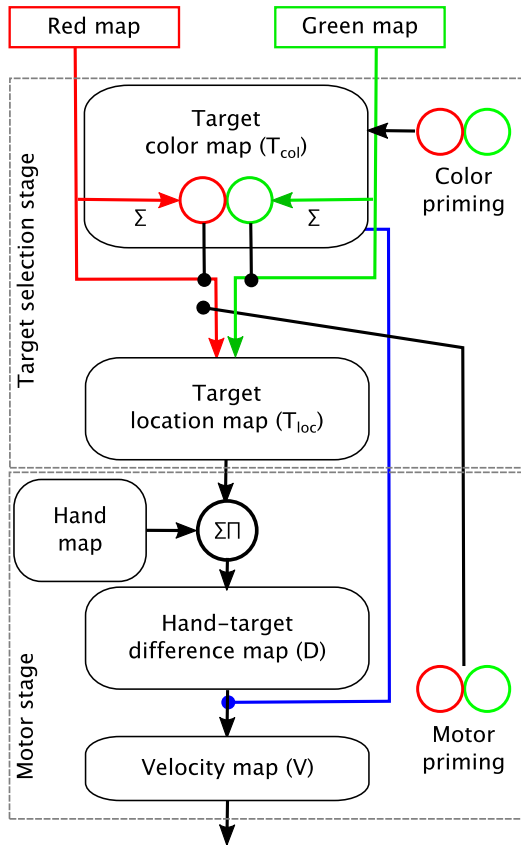 Red map
Green map
Target selection stage
Target
color map (Tcol)
Σ
Σ
Color
priming
Target
location map (Tloc)
Motor stage
Hand
map
ΣΠ
Hand-target
difference map (D)
Motor
priming
Velocity map (V)